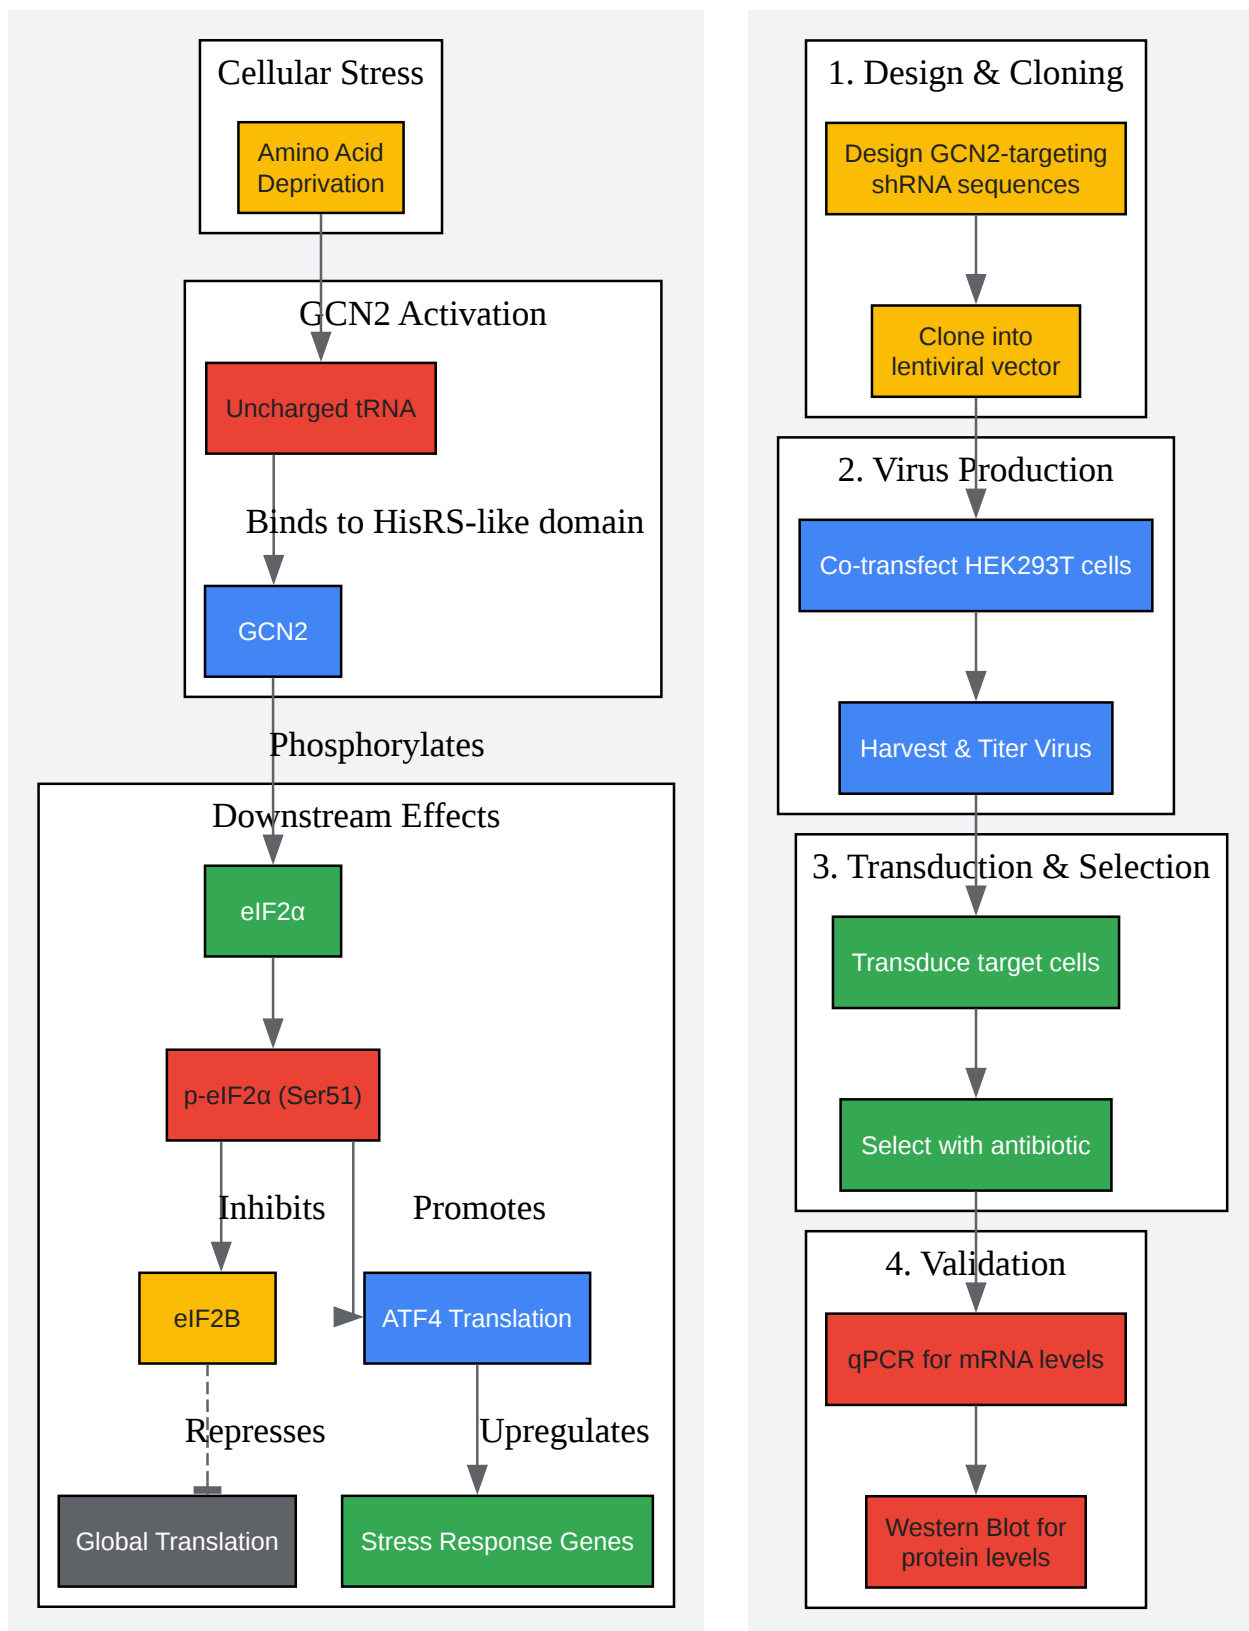 Cellular Stress
Amino Acid
Deprivation
GCN2 Activation
Uncharged tRNA
Binds to HisRS-like domain
GCN2
Phosphorylates
Downstream Effects
eIF2α
p-eIF2α (Ser51)
Inhibits
Promotes
eIF2B
ATF4 Translation
Represses
Upregulates
Global Translation
Stress Response Genes
1. Design & Cloning
Design GCN2-targeting
shRNA sequences
Clone into
lentiviral vector
2. Virus Production
Co-transfect HEK293T cells
Harvest & Titer Virus
3. Transduction & Selection
Transduce target cells
Select with antibiotic
4. Validation
qPCR for mRNA levels
Western Blot for
protein levels